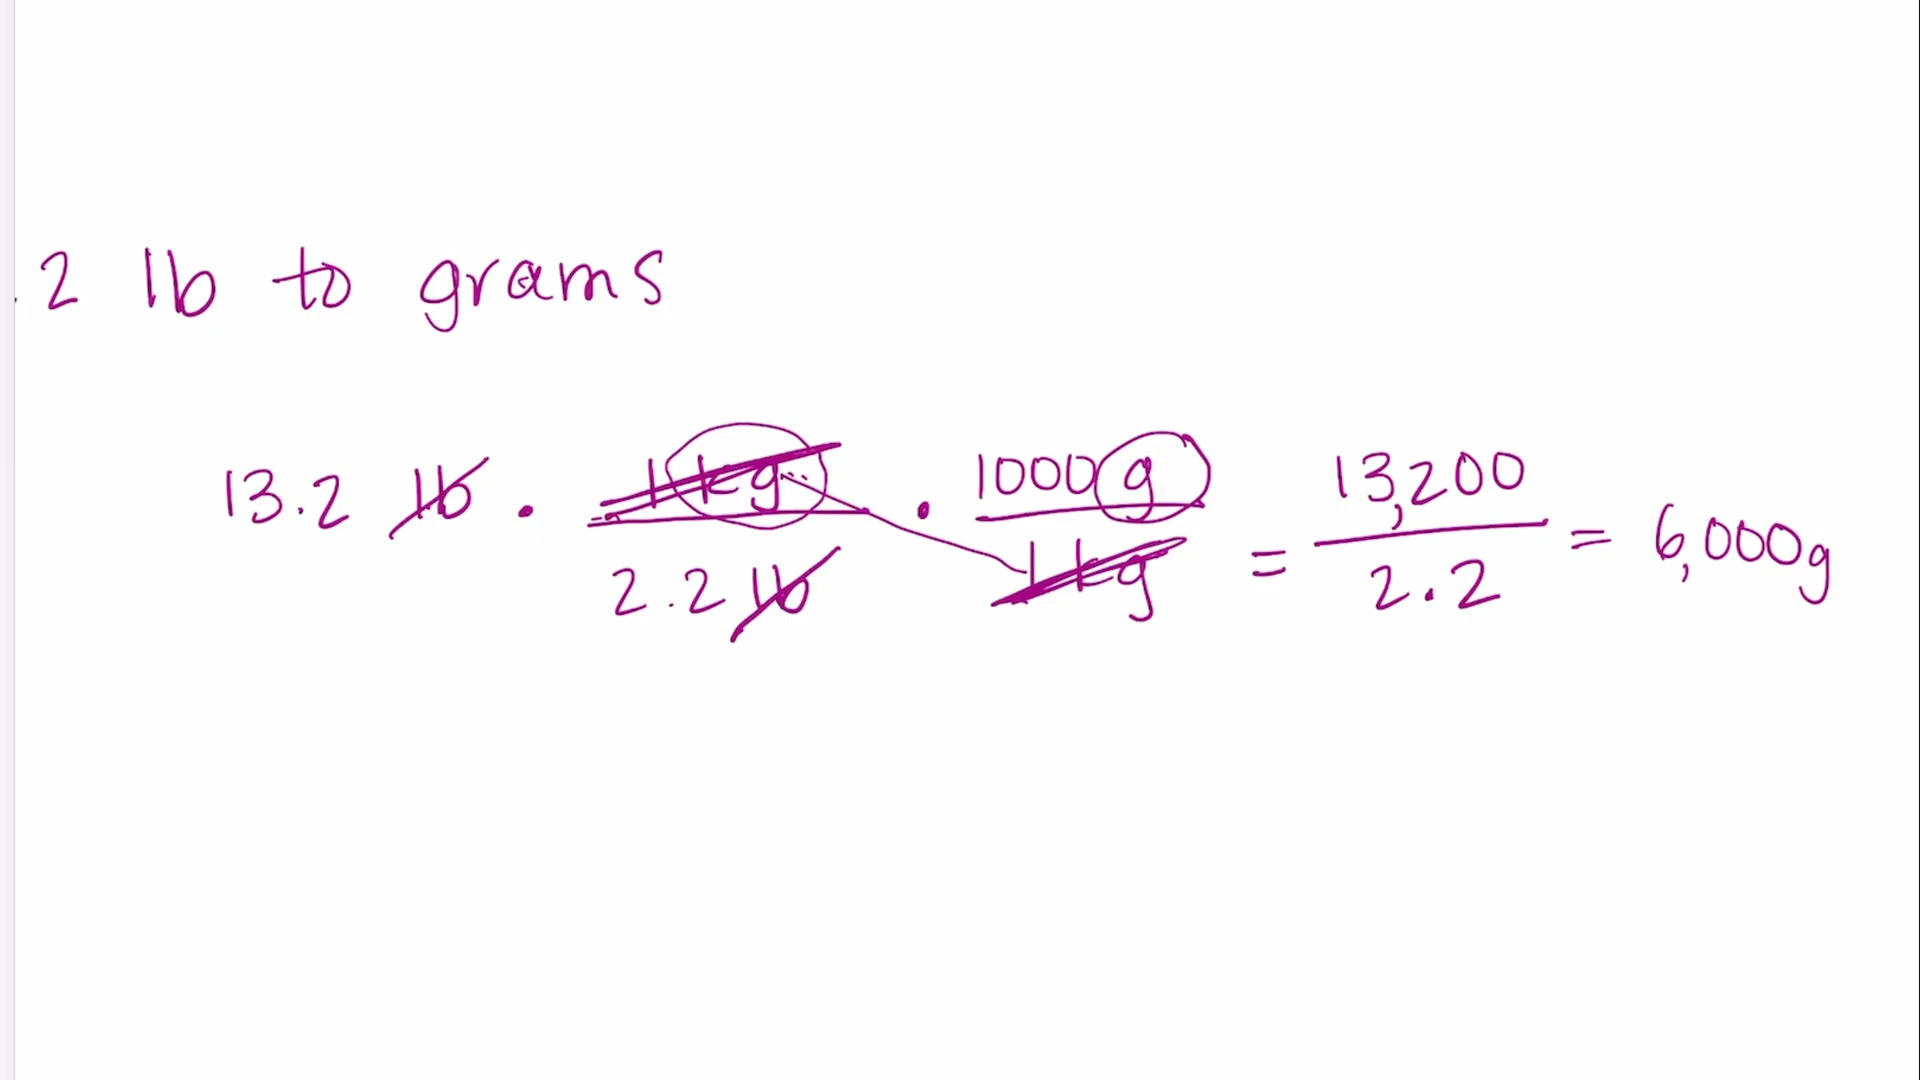 .2 lb to grams
13.2 lb · 1 kg / 2.2 lb · 1000 g / 1 kg = 13,200 / 2.2 = 6,000g